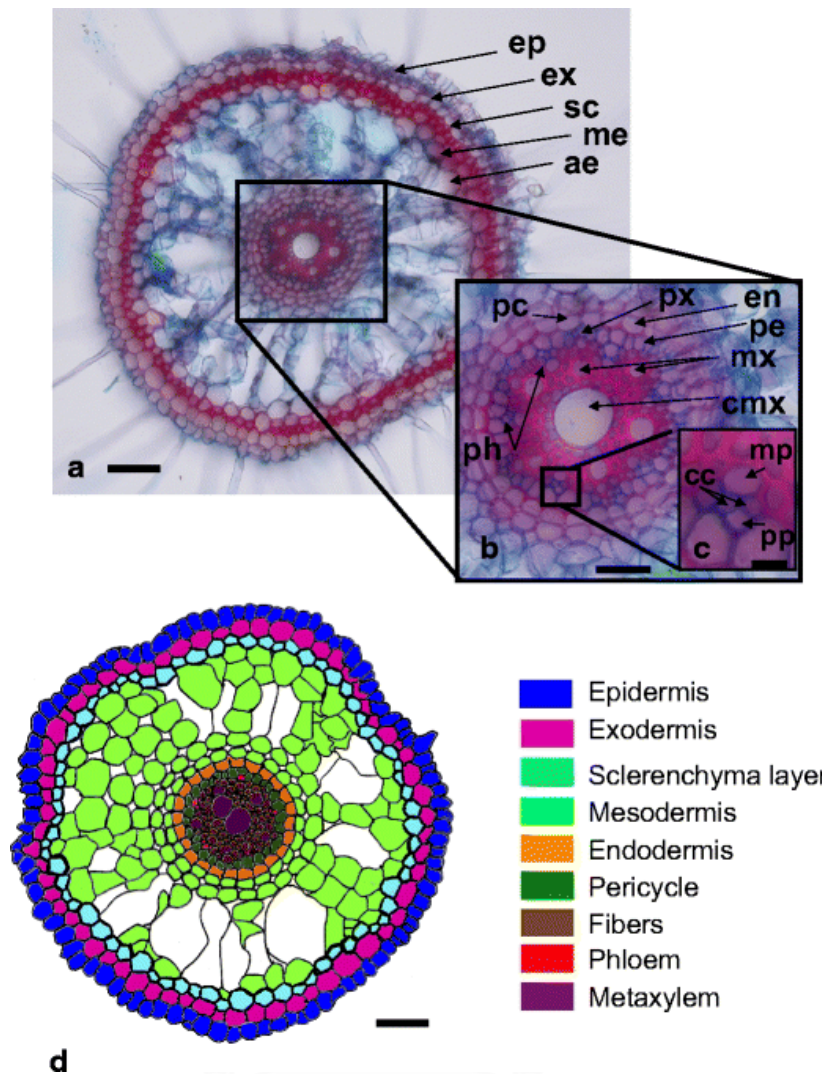 ep
ex
sc
me
ae
a
pc
px
en
pe
mx
cmx
ph
mp
cc
pp
b
c
Epidermis
Exodermis
Sclerenchyma layer
Mesodermis
Endodermis
Pericycle
Fibers
Phloem
Metaxylem
d